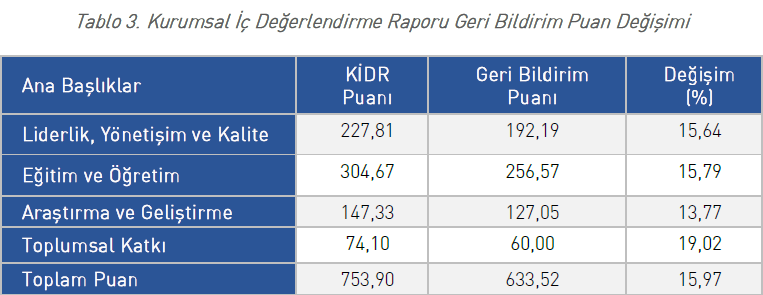 Tablo 3. Kurumsal İç Değerlendirme Raporu Geri Bildirim Puan Değişimi
Ana Başlıklar KİDR Puanı Geri Bildirim Puanı Değişim (%)
Liderlik, Yönetişim ve Kalite 227,81 192,19 15,64
Eğitim ve Öğretim 304,67 256,57 15,79
Araştırma ve Geliştirme 147,33 127,05 13,77
Toplumsal Katkı 74,10 60,00 19,02
Toplam Puan 753,90 633,52 15,97